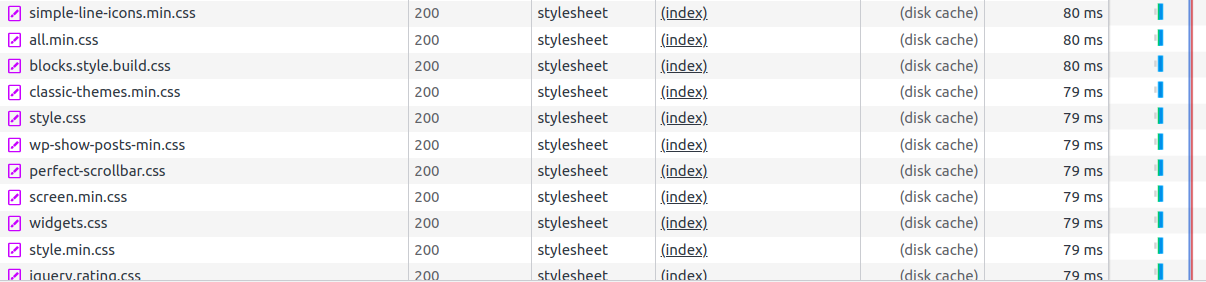 simple-line-icons.min.css 200 stylesheet (index) (disk cache) 80 ms
all.min.css 200 stylesheet (index) (disk cache) 80 ms
blocks.style.build.css 200 stylesheet (index) (disk cache) 80 ms
classic-themes.min.css 200 stylesheet (index) (disk cache) 79 ms
style.css 200 stylesheet (index) (disk cache) 79 ms
wp-show-posts-min.css 200 stylesheet (index) (disk cache) 79 ms
perfect-scrollbar.css 200 stylesheet (index) (disk cache) 79 ms
screen.min.css 200 stylesheet (index) (disk cache) 79 ms
widgets.css 200 stylesheet (index) (disk cache) 79 ms
style.min.css 200 stylesheet (index) (disk cache) 79 ms
jquery.rating.css 200 stylesheet (index) (disk cache) 79 ms